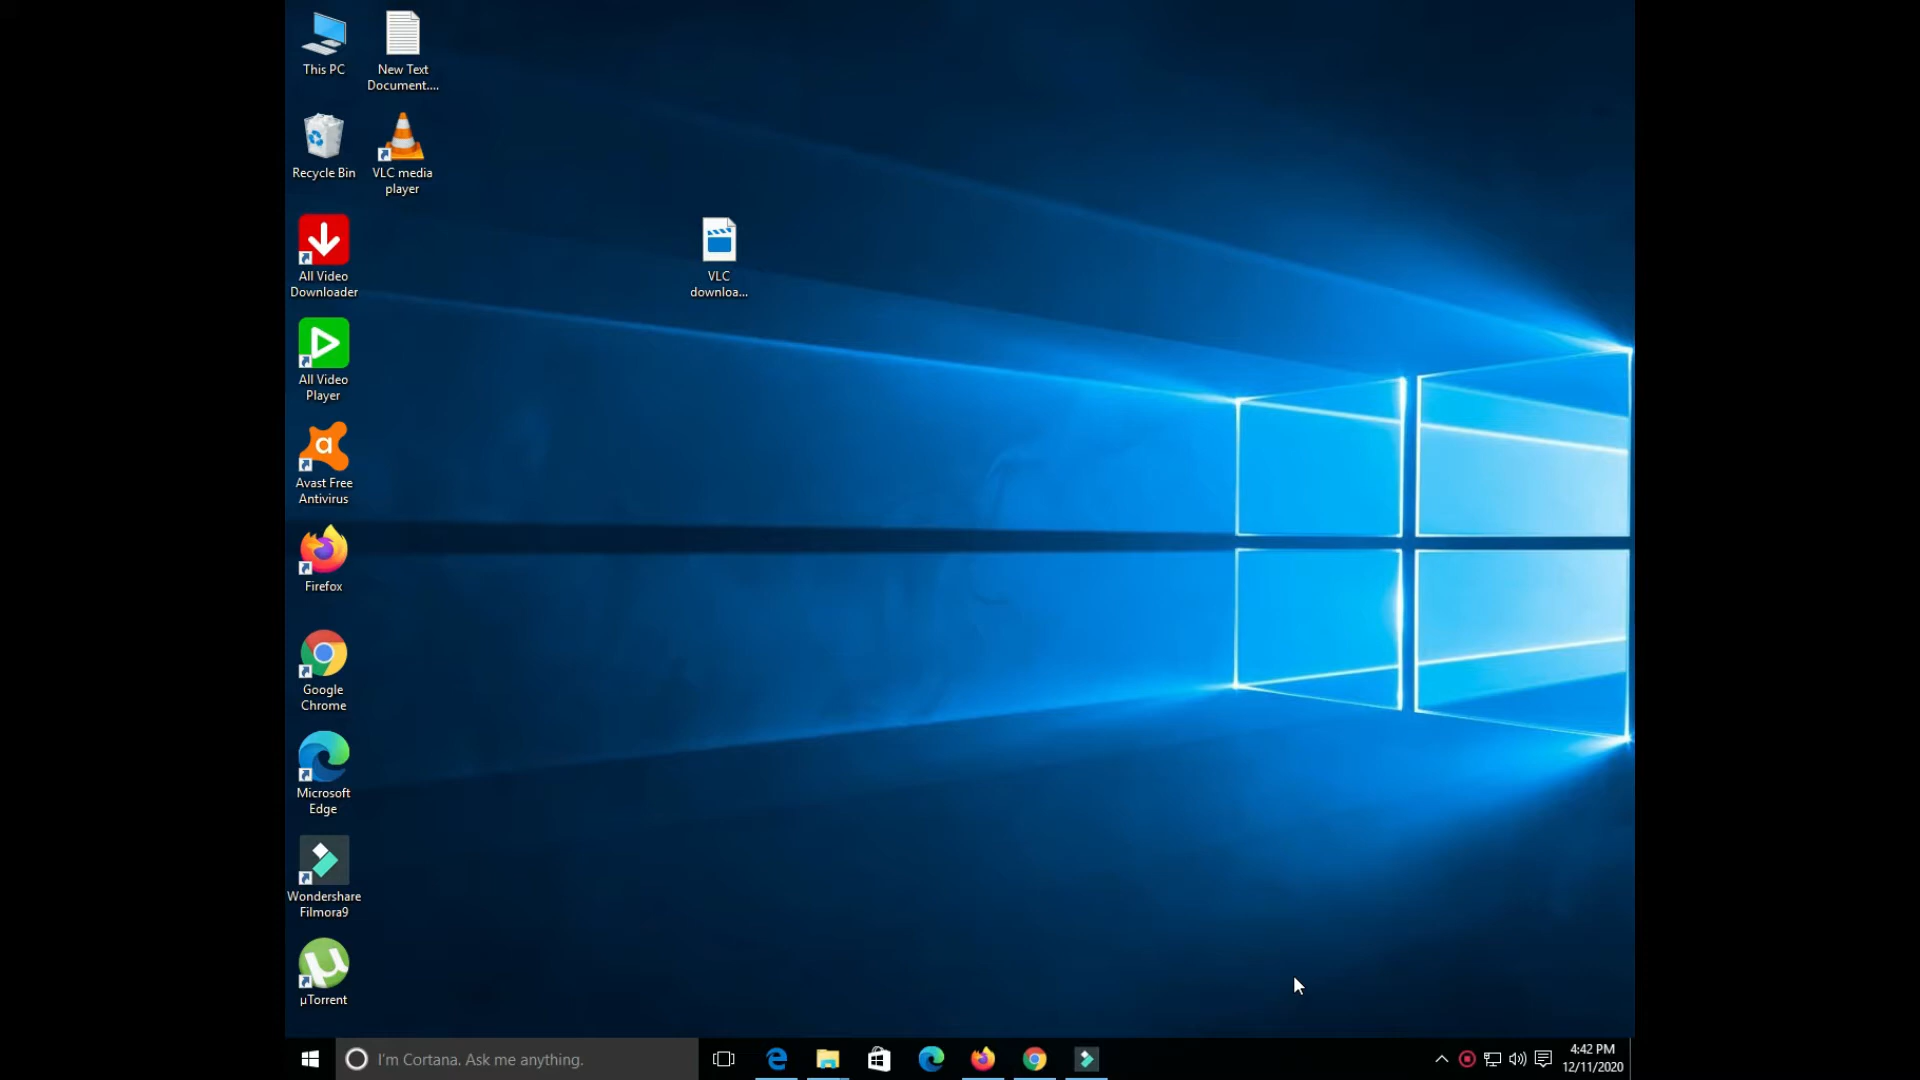 This PC
New Text
Document....
Recycle Bin
VLC media
player
All Video
Downloader
VLC
downloa...
All Video
Player
Avast Free
Antivirus
Firefox
Google
Chrome
Microsoft
Edge
Wondershare
Filmora9
µTorrent
I'm Cortana. Ask me anything.
4:42 PM
12/11/2020